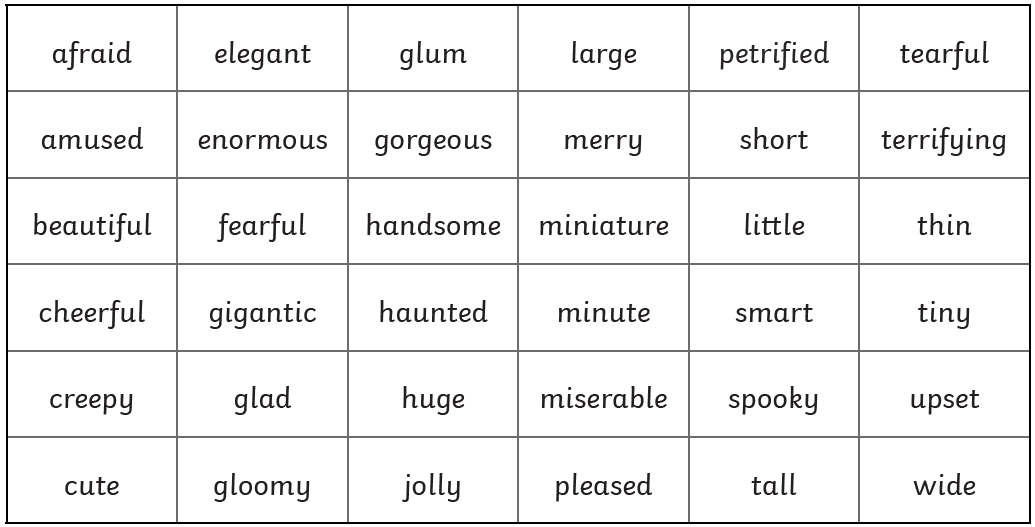 afraid elegant glum large petrified tearful
amused enormous gorgeous merry short terrifying
beautiful fearful handsome miniature little thin
cheerful gigantic haunted minute smart tiny
creepy glad huge miserable spooky upset
cute gloomy jolly pleased tall wide